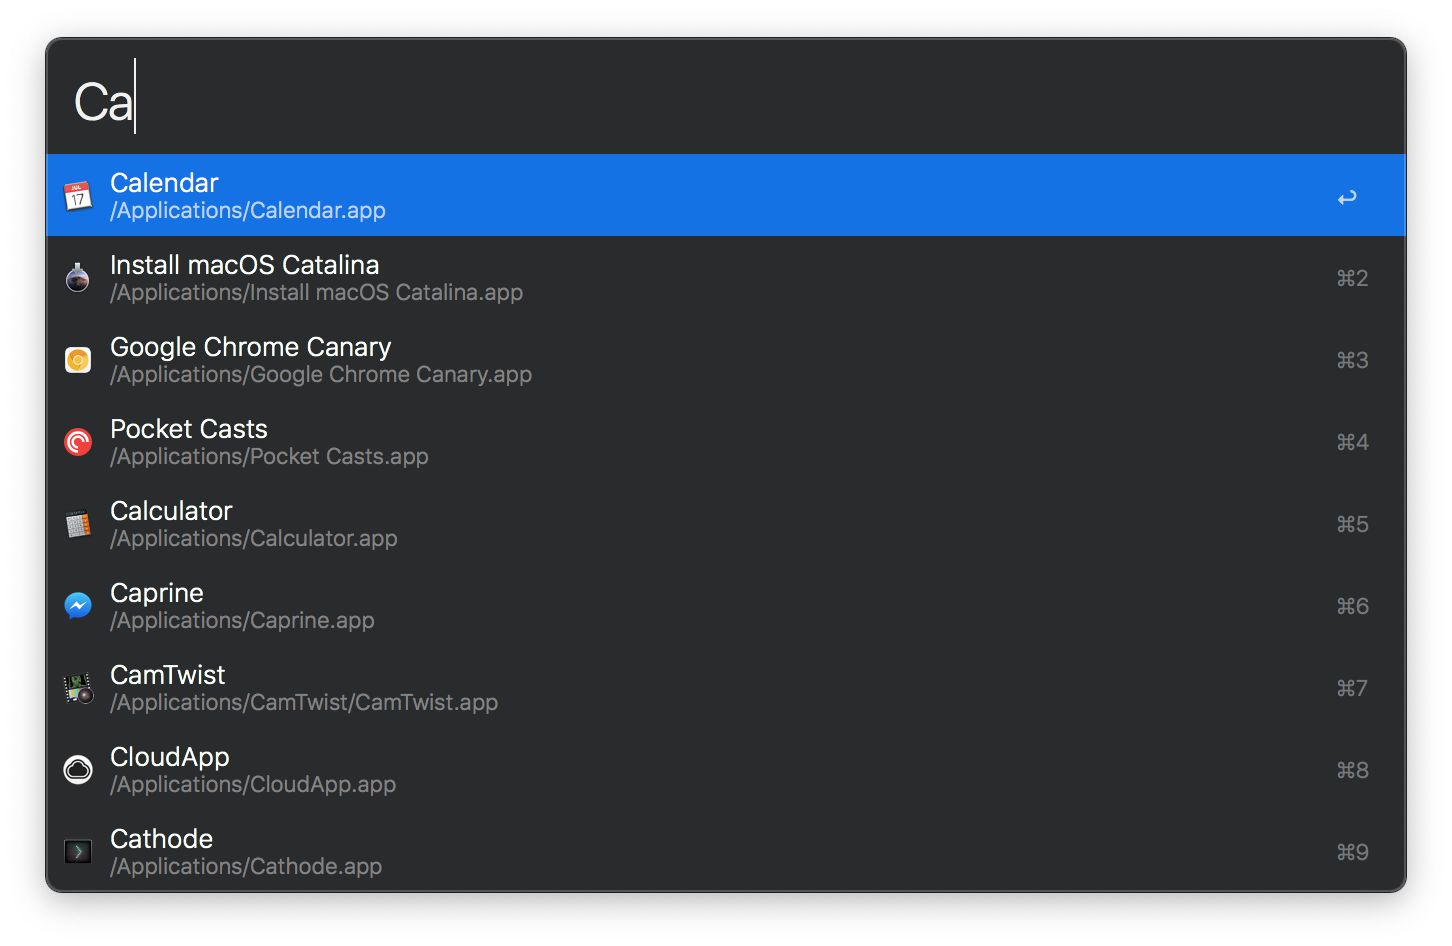 Ca
JUL
17
Calendar
/Applications/Calendar.app
↩
Install macOS Catalina
/Applications/Install macOS Catalina.app
⌘2
Google Chrome Canary
/Applications/Google Chrome Canary.app
⌘3
Pocket Casts
/Applications/Pocket Casts.app
⌘4
Calculator
/Applications/Calculator.app
⌘5
Caprine
/Applications/Caprine.app
⌘6
CamTwist
/Applications/CamTwist/CamTwist.app
⌘7
CloudApp
/Applications/CloudApp.app
⌘8
Cathode
/Applications/Cathode.app
⌘9